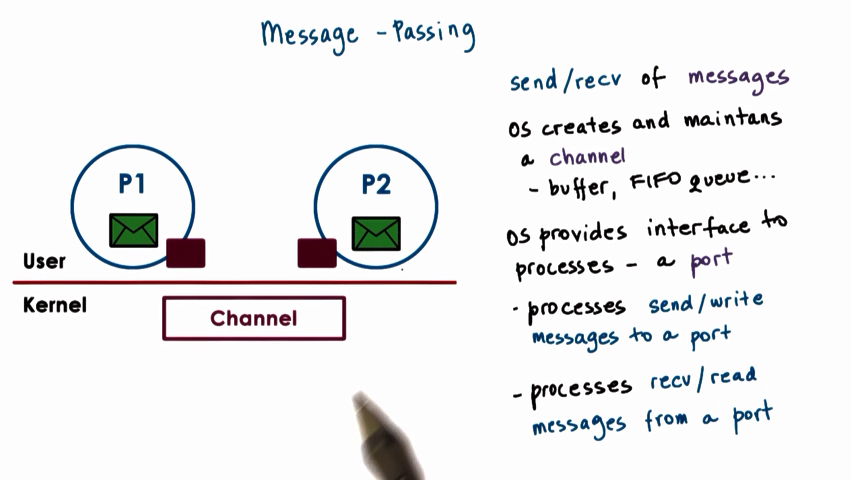 Message - Passing
send/recv of messages
OS creates and maintans
a channel
- buffer, FIFO queue...
OS provides interface to
processes - a port
- processes send/write
messages to a port
- processes recv/read
messages from a port
P1
P2
User
Kernel
Channel